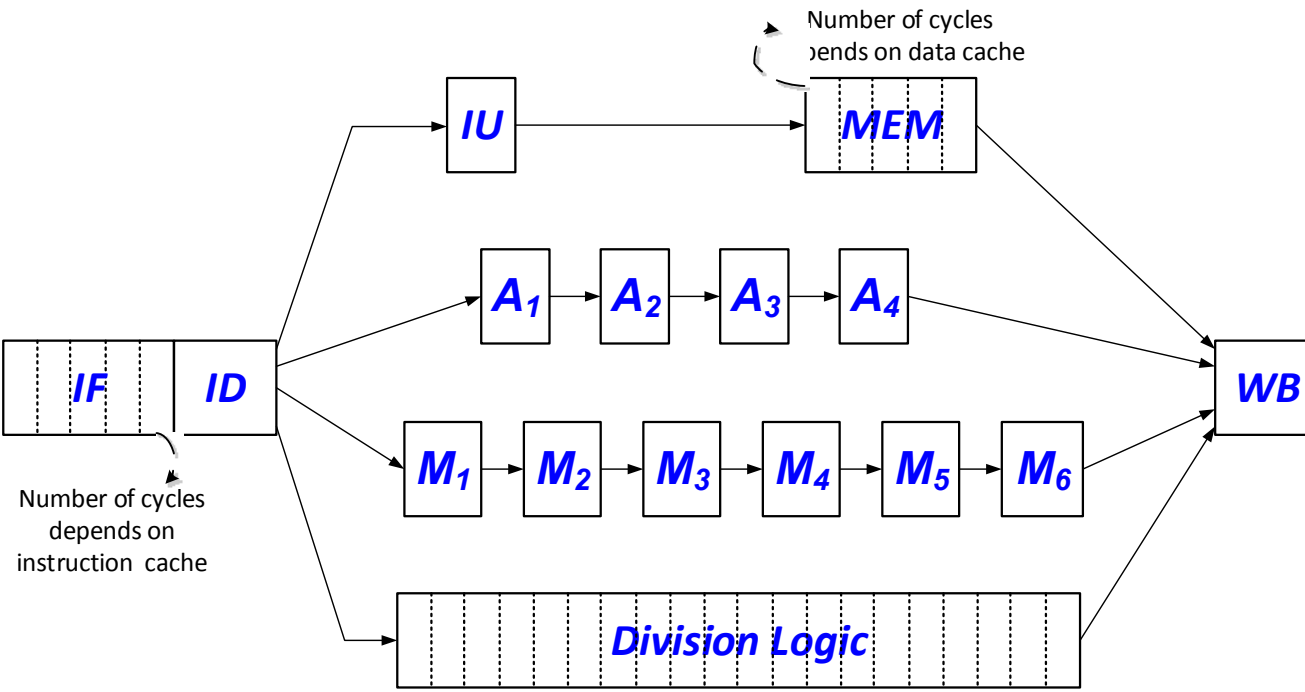 Number of cycles
pends on data cache
IU
MEM
A1
A2
A3
A4
IF
ID
WB
M1
M2
M3
M4
M5
M6
Number of cycles
depends on
instruction cache
Division Logic